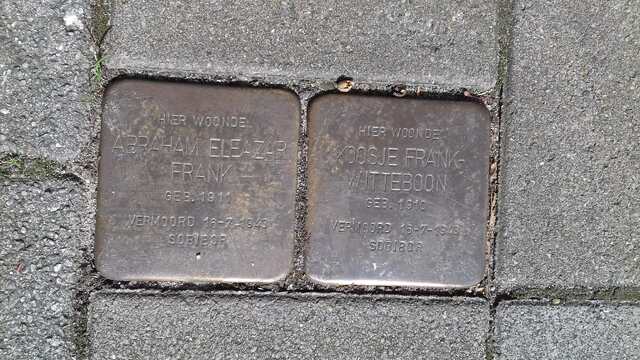 HIER WOONDE
ABRAHAM ELEAZAR
FRANK
GEB. 1911
VERMOORD 16-7-1943
SOBIBOR
HIER WOONDE
KOOSJE FRANK-
WITTEBOON
GEB. 1910
VERMOORD 16-7-1943
SOBIBOR